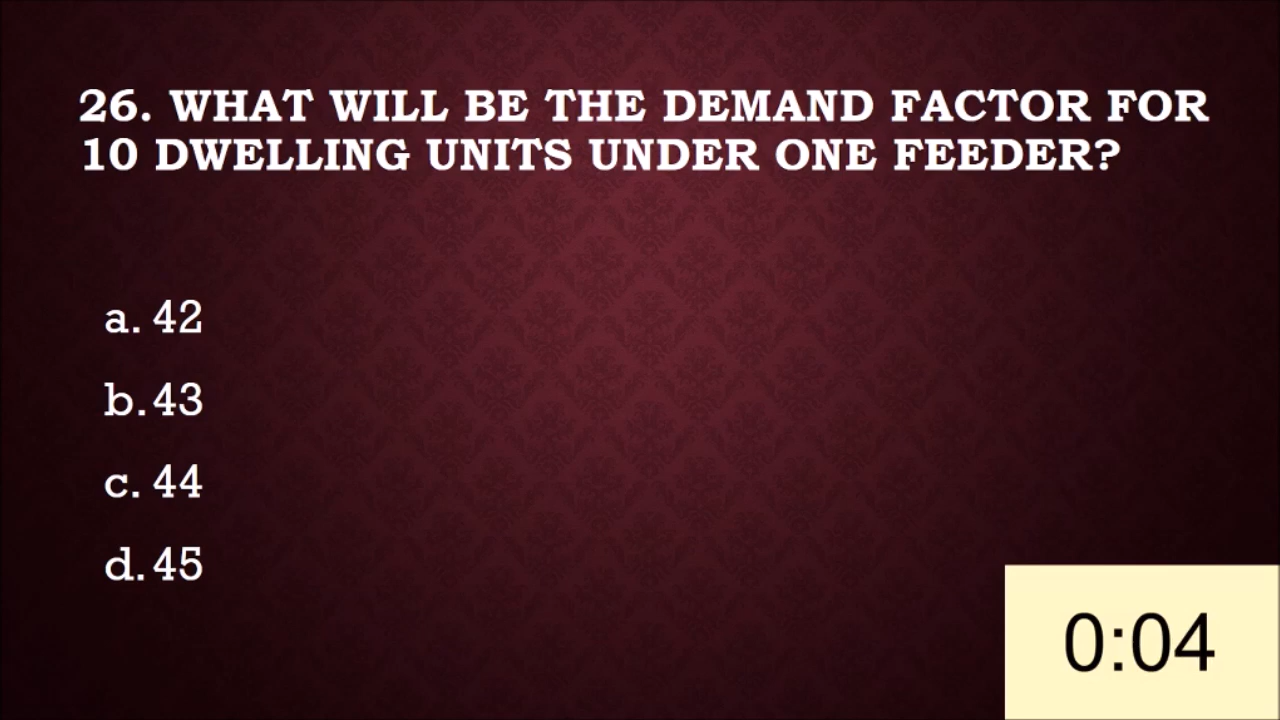 26. WHAT WILL BE THE DEMAND FACTOR FOR
10 DWELLING UNITS UNDER ONE FEEDER?
a. 42
b. 43
c. 44
d. 45
0:04